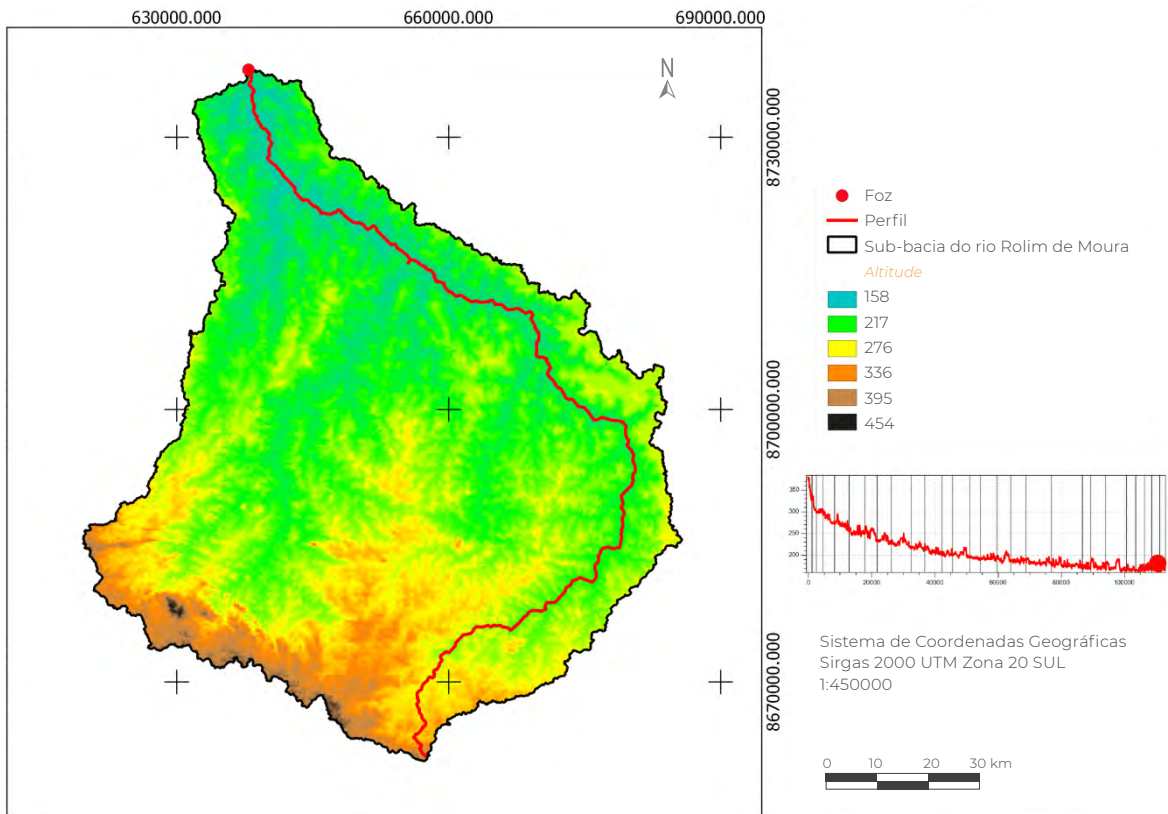 630000.000 660000.000 690000.000
N
8730000.000
8700000.000
8670000.000
Foz
Perfil
Sub-bacia do rio Rolim de Moura
Altitude
158
217
276
336
395
454
350
300
250
200
0 20000 40000 60000 80000 100000
Sistema de Coordenadas Geográficas
Sirgas 2000 UTM Zona 20 SUL
1:450000
0 10 20 30 km